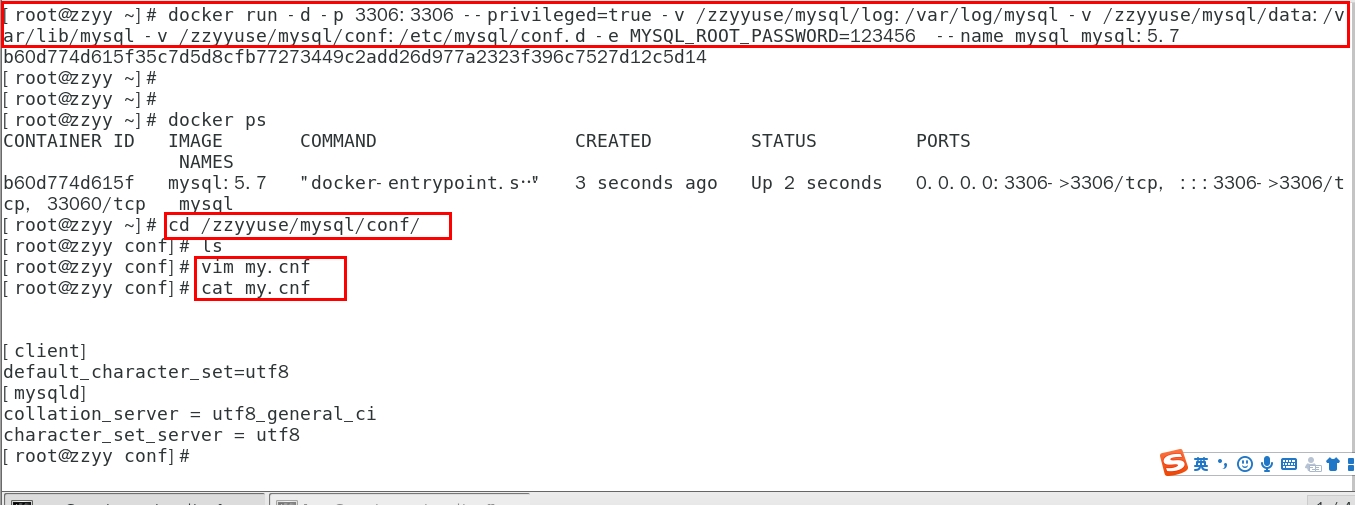 [root@zzyy ~]# docker run -d -p 3306:3306 --privileged=true -v /zzyyuse/mysql/log:/var/log/mysql -v /zzyyuse/mysql/data:/v
ar/lib/mysql -v /zzyyuse/mysql/conf:/etc/mysql/conf.d -e MYSQL_ROOT_PASSWORD=123456  --name mysql mysql:5.7
b60d774d615f35c7d5d8cfb77273449c2add26d977a2323f396c7527d12c5d14
[root@zzyy ~]#
[root@zzyy ~]#
[root@zzyy ~]# docker ps
CONTAINER ID   IMAGE       COMMAND                  CREATED         STATUS         PORTS
                NAMES
b60d774d615f   mysql:5.7   "docker-entrypoint.s…"   3 seconds ago   Up 2 seconds   0.0.0.0:3306->3306/tcp, :::3306->3306/t
cp, 33060/tcp   mysql
[root@zzyy ~]# cd /zzyyuse/mysql/conf/
[root@zzyy conf]# ls
[root@zzyy conf]# vim my.cnf
[root@zzyy conf]# cat my.cnf
[client]
default_character_set=utf8
[mysqld]
collation_server = utf8_general_ci
character_set_server = utf8
[root@zzyy conf]#
S 英